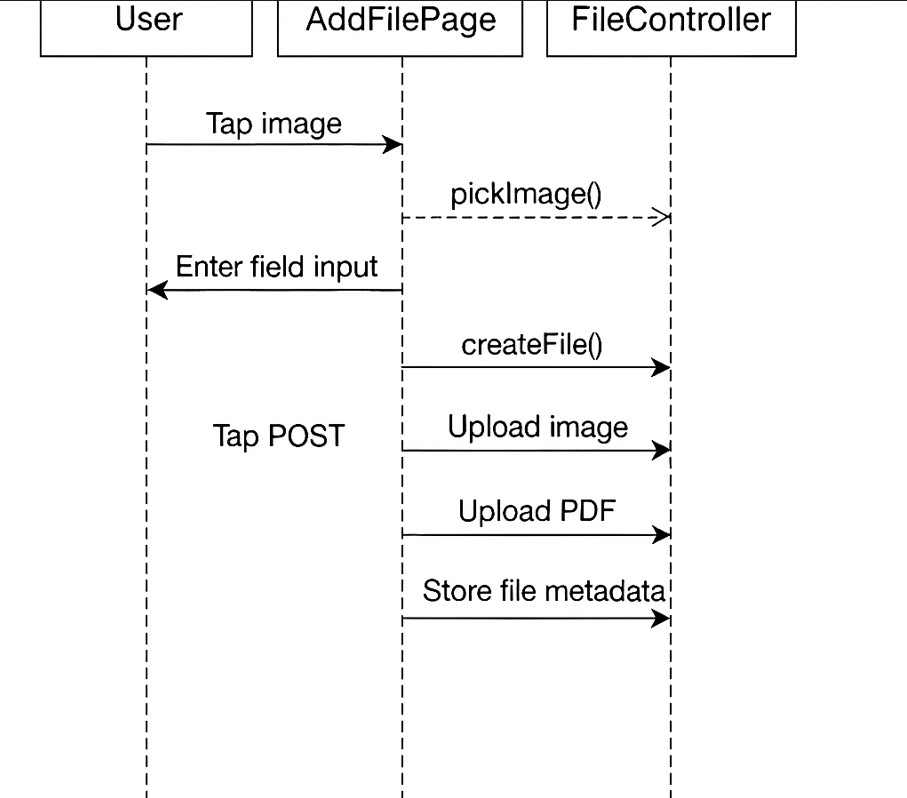 User
AddFilePage
FileController
Tap image
pickImage()
Enter field input
createFile()
Tap POST
Upload image
Upload PDF
Store file metadata